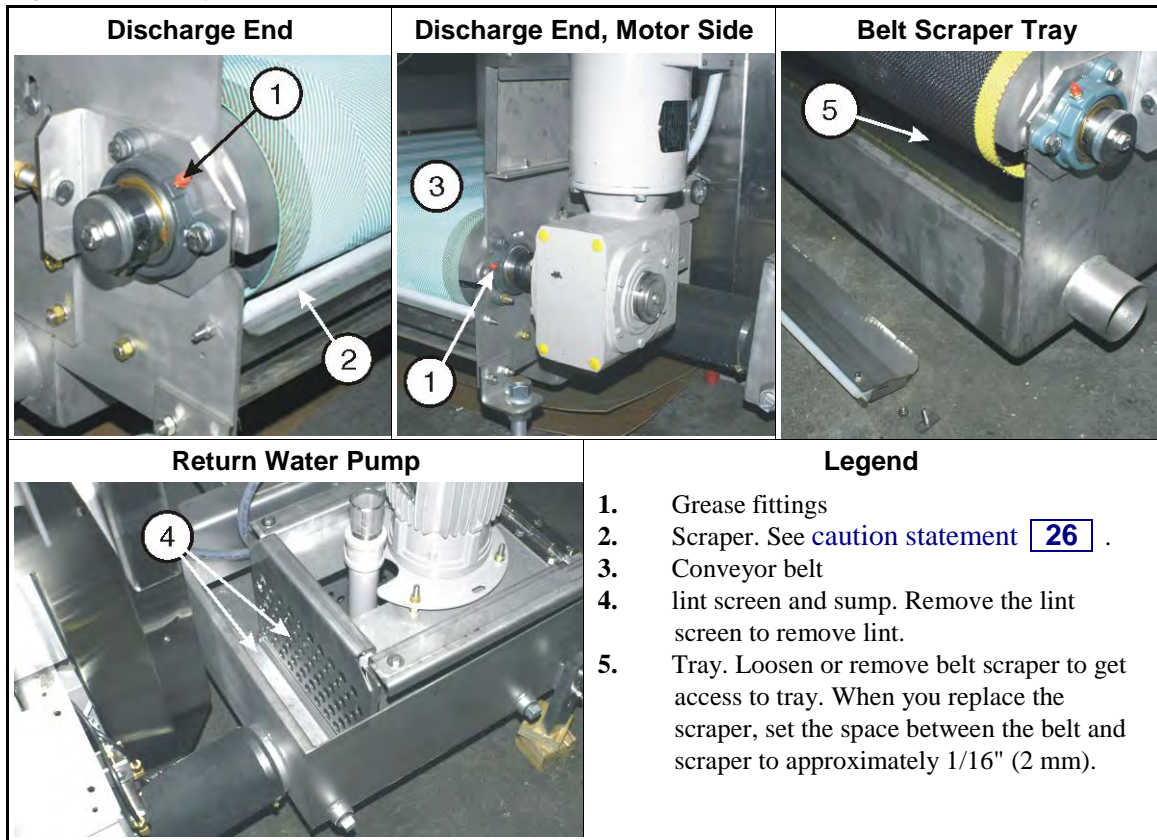 Discharge End
Discharge End, Motor Side
Belt Scraper Tray
1
2
3
1
5
Return Water Pump
4
Legend
1. Grease fittings
2. Scraper. See caution statement 26 .
3. Conveyor belt
4. lint screen and sump. Remove the lint
screen to remove lint.
5. Tray. Loosen or remove belt scraper to get
access to tray. When you replace the
scraper, set the space between the belt and
scraper to approximately 1/16" (2 mm).